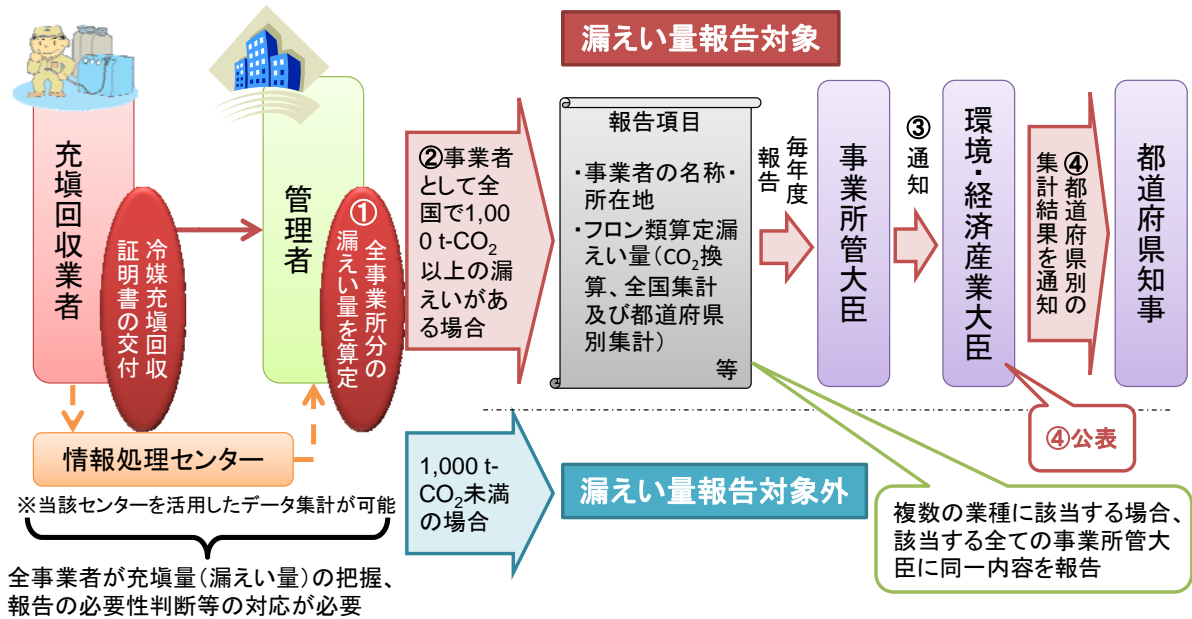 漏えい量報告対象
充填回収業者
冷媒充填回収
証明書の交付
管理者
①
全事業所分の
漏えい量を算定
②事業者
として全
国で1,00
0 t-CO₂
以上の漏
えいがあ
る場合
報告項目
・事業者の名称・
所在地
・フロン類算定漏
えい量（CO₂換
算、全国集計
及び都道府県
別集計）
等
毎年度
報告
事業所管大臣
③
通知
環境・経済産業大臣
④都道府県別の
集計結果を通知
都道府県知事
④公表
情報処理センター
※当該センターを活用したデータ集計が可能
全事業者が充填量（漏えい量）の把握、
報告の必要性判断等の対応が必要
1,000 t-
CO₂未満
の場合
漏えい量報告対象外
複数の業種に該当する場合、
該当する全ての事業所管大
臣に同一内容を報告